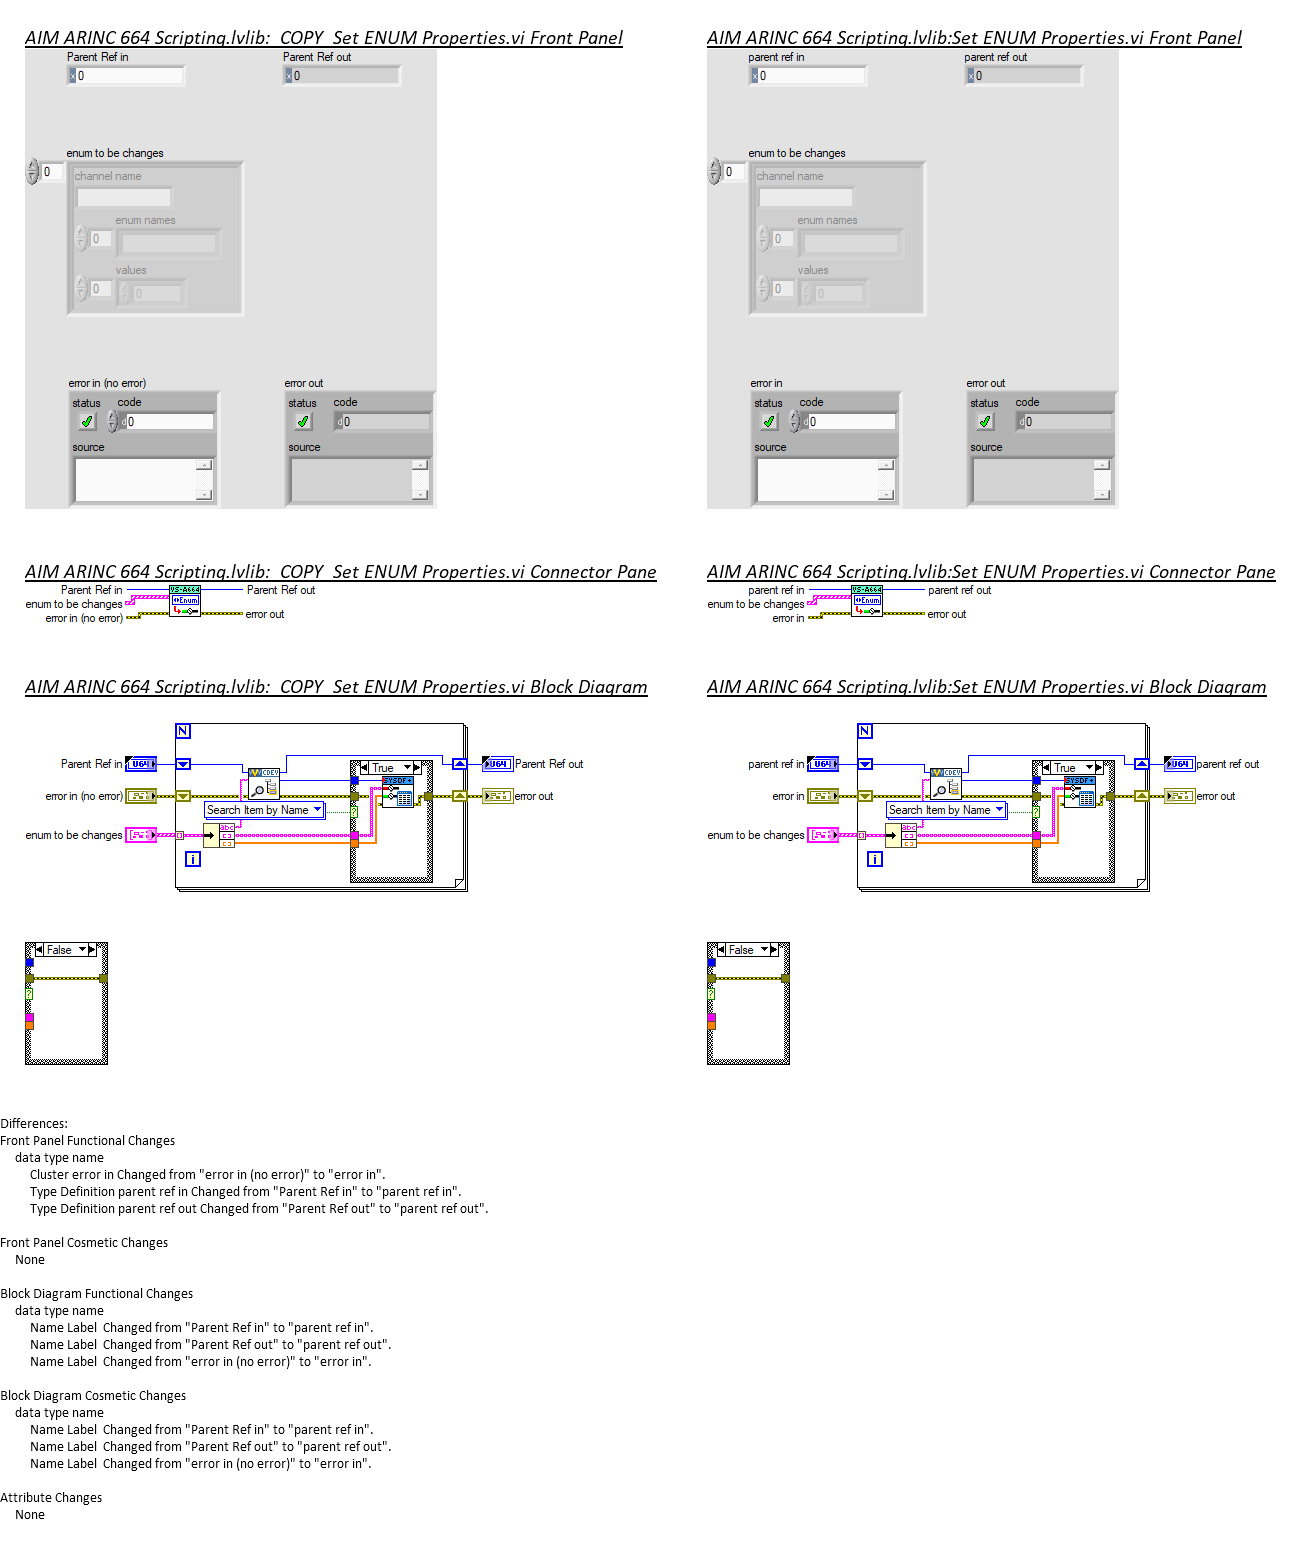 AIM ARINC 664 Scripting.lvlib:_COPY_Set ENUM Properties.vi Front Panel
Parent Ref in
Parent Ref out
x 0
x 0
enum to be changes
0
channel name
enum names
0
values
0
0
error in (no error)
error out
status
code
status
code
d 0
d 0
source
source
AIM ARINC 664 Scripting.lvlib:Set ENUM Properties.vi Front Panel
parent ref in
parent ref out
x 0
x 0
enum to be changes
0
channel name
enum names
0
values
0
0
error in
error out
status
code
status
code
d 0
d 0
source
source
AIM ARINC 664 Scripting.lvlib:_COPY_Set ENUM Properties.vi Connector Pane
Parent Ref in
Parent Ref out
enum to be changes
error in (no error)
error out
VS-A664
Enum
AIM ARINC 664 Scripting.lvlib:Set ENUM Properties.vi Connector Pane
parent ref in
parent ref out
enum to be changes
error in
error out
VS-A664
Enum
AIM ARINC 664 Scripting.lvlib:_COPY_Set ENUM Properties.vi Block Diagram
N
Parent Ref in
U64
CDEV
True
SYSDF
U64
Parent Ref out
error in (no error)
error out
Search Item by Name
?
enum to be changes
abc
i
False
?
AIM ARINC 664 Scripting.lvlib:Set ENUM Properties.vi Block Diagram
N
parent ref in
U64
CDEV
True
SYSDF
U64
parent ref out
error in
error out
Search Item by Name
?
enum to be changes
abc
i
False
?
Differences:
Front Panel Functional Changes
data type name
Cluster error in Changed from "error in (no error)" to "error in".
Type Definition parent ref in Changed from "Parent Ref in" to "parent ref in".
Type Definition parent ref out Changed from "Parent Ref out" to "parent ref out".
Front Panel Cosmetic Changes
None
Block Diagram Functional Changes
data type name
Name Label  Changed from "Parent Ref in" to "parent ref in".
Name Label  Changed from "Parent Ref out" to "parent ref out".
Name Label  Changed from "error in (no error)" to "error in".
Block Diagram Cosmetic Changes
data type name
Name Label  Changed from "Parent Ref in" to "parent ref in".
Name Label  Changed from "Parent Ref out" to "parent ref out".
Name Label  Changed from "error in (no error)" to "error in".
Attribute Changes
None